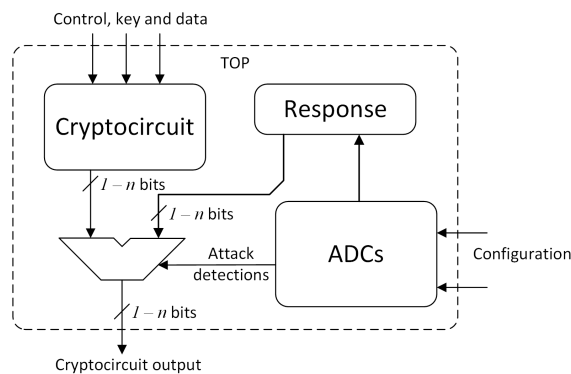 Control, key and data
TOP
Cryptocircuit
Response
1 – n bits
1 – n bits
Attack
detections
ADCs
Configuration
1 – n bits
Cryptocircuit output